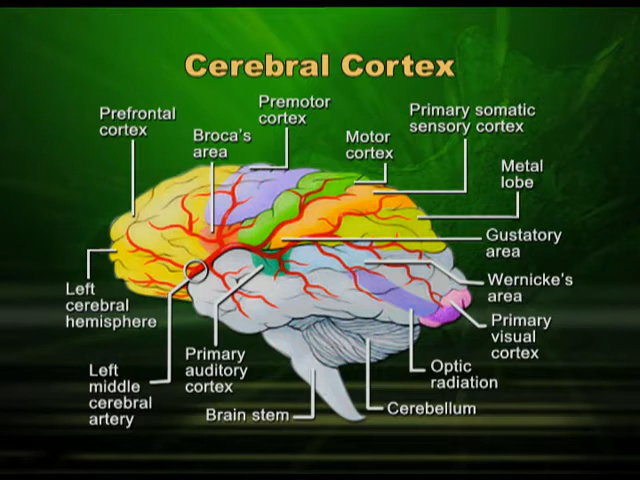 Cerebral Cortex
Prefrontal
cortex
Premotor
cortex
Broca's
area
Motor
cortex
Primary somatic
sensory cortex
Metal
lobe
Gustatory
area
Wernicke's
area
Primary
visual
cortex
Optic
radiation
Cerebellum
Brain stem
Primary
auditory
cortex
Left
middle
cerebral
artery
Left
cerebral
hemisphere